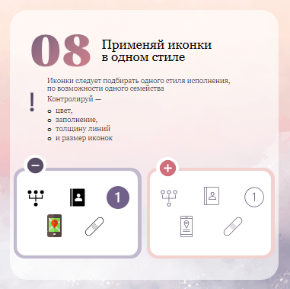 08
Применяй иконки
в одном стиле
Иконки следует подбирать одного стиля исполнения,
по возможности одного семейства
! Контролируй —
цвет,
заполнение,
толщину линий
и размер иконок
− +
1 1